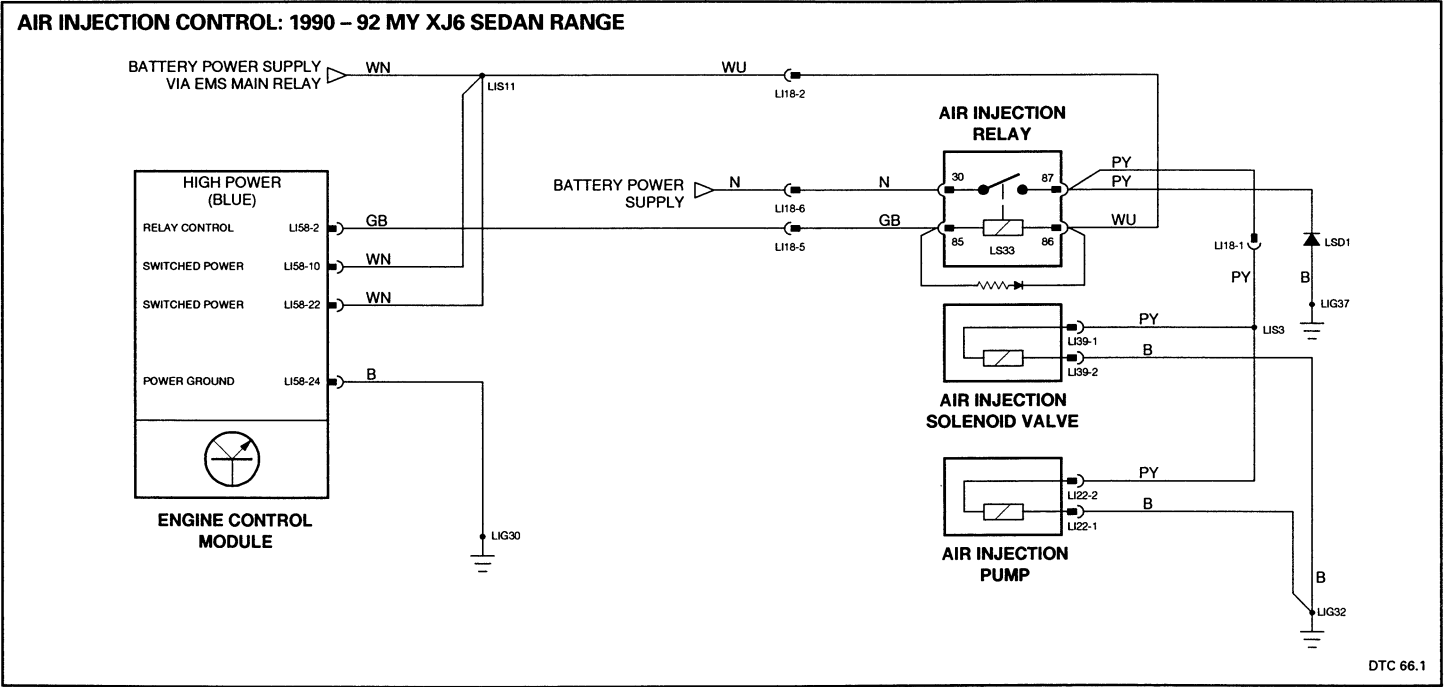 AIR INJECTION CONTROL: 1990 – 92 MY XJ6 SEDAN RANGE
BATTERY POWER SUPPLY
VIA EMS MAIN RELAY
WN
LIS11
WU
LI18-2
AIR INJECTION
RELAY
HIGH POWER
(BLUE)
RELAY CONTROL
LI58-2
GB
SWITCHED POWER
LI58-10
WN
SWITCHED POWER
LI58-22
WN
POWER GROUND
LI58-24
B
ENGINE CONTROL
MODULE
LIG30
BATTERY POWER
SUPPLY
N
LI18-6
N
LI18-5
GB
30
87
85
86
LS33
PY
PY
WU
LI18-1
PY
LSD1
B
LIG37
LI39-1
PY
LIS3
LI39-2
B
AIR INJECTION
SOLENOID VALVE
LI22-2
PY
LI22-1
B
AIR INJECTION
PUMP
B
LIG32
DTC 66.1